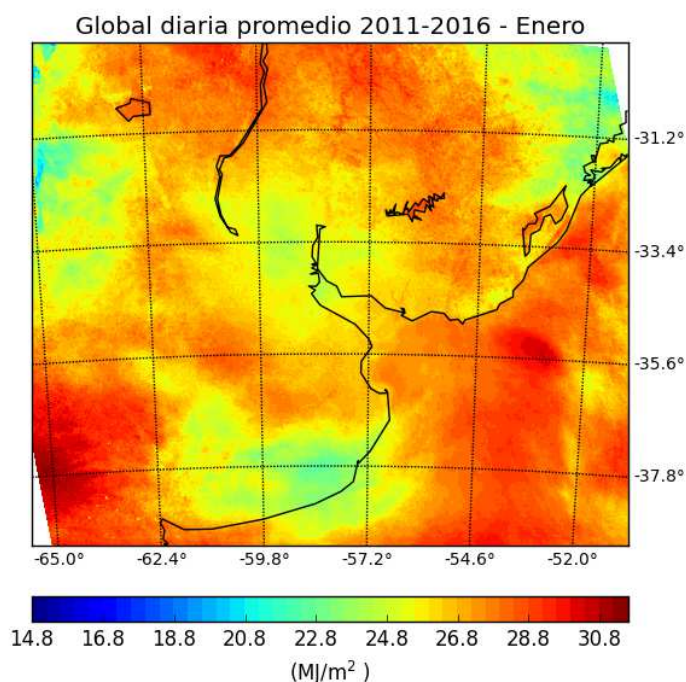 Global diaria promedio 2011-2016 - Enero
-31.2°
-33.4°
-35.6°
-37.8°
-65.0° -62.4° -59.8° -57.2° -54.6° -52.0°
14.8 16.8 18.8 20.8 22.8 24.8 26.8 28.8 30.8
(MJ/m² )